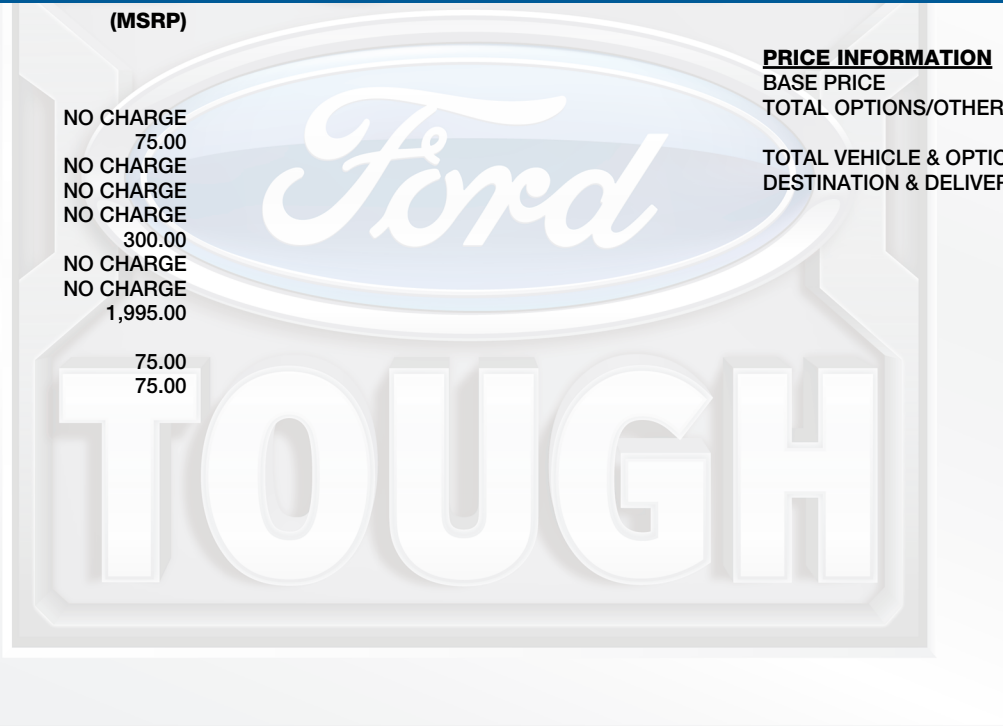 (MSRP)
NO CHARGE
75.00
NO CHARGE
NO CHARGE
NO CHARGE
300.00
NO CHARGE
NO CHARGE
1,995.00
75.00
75.00
PRICE INFORMATION
BASE PRICE
TOTAL OPTIONS/OTHER
TOTAL VEHICLE & OPTIO
DESTINATION & DELIVER
Ford
TOUGH